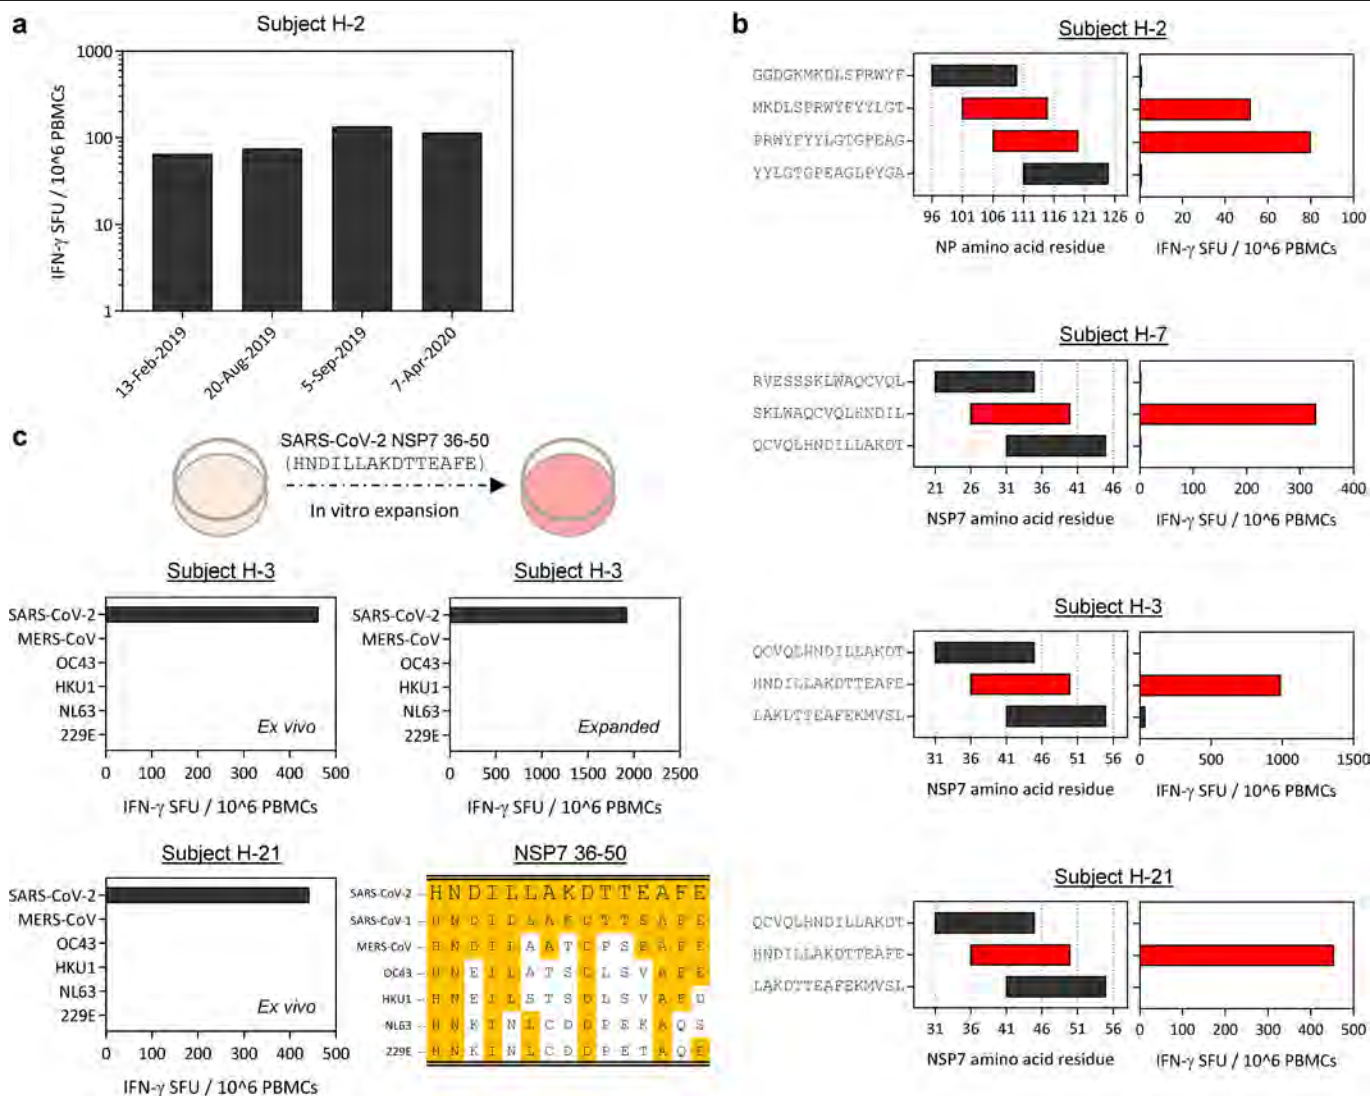 a
Subject H-2
IFN-γ SFU / 10^6 PBMCs
1000
100
10
1
13-Feb-2019
20-Aug-2019
5-Sep-2019
7-Apr-2020
b
Subject H-2
GGDGKMKDLSPRWYF
MKDLSPRWYFYYLGT
PRWYFYYLGTGPEAG
YYLGTGPEAGLPYGA
96 101 106 111 116 121 126
NP amino acid residue
0 20 40 60 80 100
IFN-γ SFU / 10^6 PBMCs
Subject H-7
RVESSSKLWAQCVQL
SKLWAQCVQLHNDIL
QCVQLHNDILLAKDT
21 26 31 36 41 46
NSP7 amino acid residue
0 100 200 300 400
IFN-γ SFU / 10^6 PBMCs
Subject H-3
QCVQLHNDILLAKDT
HNDILLAKDTTEAFE
LAKDTTEAFEKMVSL
31 36 41 46 51 56
NSP7 amino acid residue
0 500 1000 1500
IFN-γ SFU / 10^6 PBMCs
Subject H-21
QCVQLHNDILLAKDT
HNDILLAKDTTEAFE
LAKDTTEAFEKMVSL
31 36 41 46 51 56
NSP7 amino acid residue
0 100 200 300 400 500
IFN-γ SFU / 10^6 PBMCs
c
SARS-CoV-2 NSP7 36-50
(HNDILLAKDTTEAFE)
In vitro expansion
Subject H-3
SARS-CoV-2
MERS-CoV
OC43
HKU1
NL63
229E
Ex vivo
0 100 200 300 400 500
IFN-γ SFU / 10^6 PBMCs
Subject H-3
SARS-CoV-2
MERS-CoV
OC43
HKU1
NL63
229E
Expanded
0 500 1000 1500 2000 2500
IFN-γ SFU / 10^6 PBMCs
Subject H-21
SARS-CoV-2
MERS-CoV
OC43
HKU1
NL63
229E
Ex vivo
0 100 200 300 400 500
IFN-γ SFU / 10^6 PBMCs
NSP7 36-50
SARS-CoV-2 H N D I L L A K D T T E A F E
SARS-CoV-1 H N D I L L A K D T T E A F E
MERS-CoV H N D I L A A T D P S E A F E
OC43 H N E I L A T S D L S V A F E
HKU1 H N E I L S T S D L S V A F D
NL63 H N K I N L C D D P E K A Q S
229E H N K I N L C D D P E T A Q E